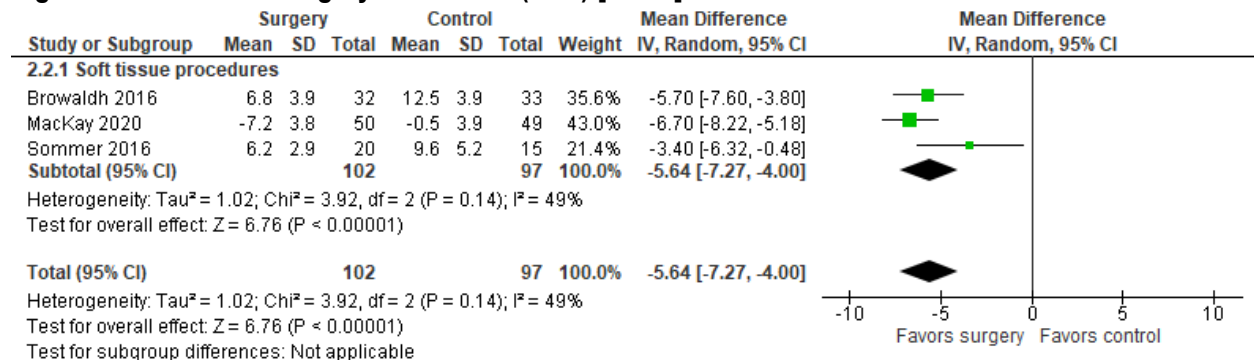 Surgery Control Mean Difference Mean Difference
Study or Subgroup Mean SD Total Mean SD Total Weight IV, Random, 95% CI IV, Random, 95% CI
2.2.1 Soft tissue procedures
Browaldh 2016 6.8 3.9 32 12.5 3.9 33 35.6% -5.70 [-7.60, -3.80]
MacKay 2020 -7.2 3.8 50 -0.5 3.9 49 43.0% -6.70 [-8.22, -5.18]
Sommer 2016 6.2 2.9 20 9.6 5.2 15 21.4% -3.40 [-6.32, -0.48]
Subtotal (95% CI) 102 97 100.0% -5.64 [-7.27, -4.00]
Heterogeneity: Tau² = 1.02; Chi² = 3.92, df = 2 (P = 0.14); I² = 49%
Test for overall effect: Z = 6.76 (P < 0.00001)
Total (95% CI) 102 97 100.0% -5.64 [-7.27, -4.00]
Heterogeneity: Tau² = 1.02; Chi² = 3.92, df = 2 (P = 0.14); I² = 49%
Test for overall effect: Z = 6.76 (P < 0.00001)
Test for subgroup differences: Not applicable
-10 -5 0 5 10
Favors surgery Favors control